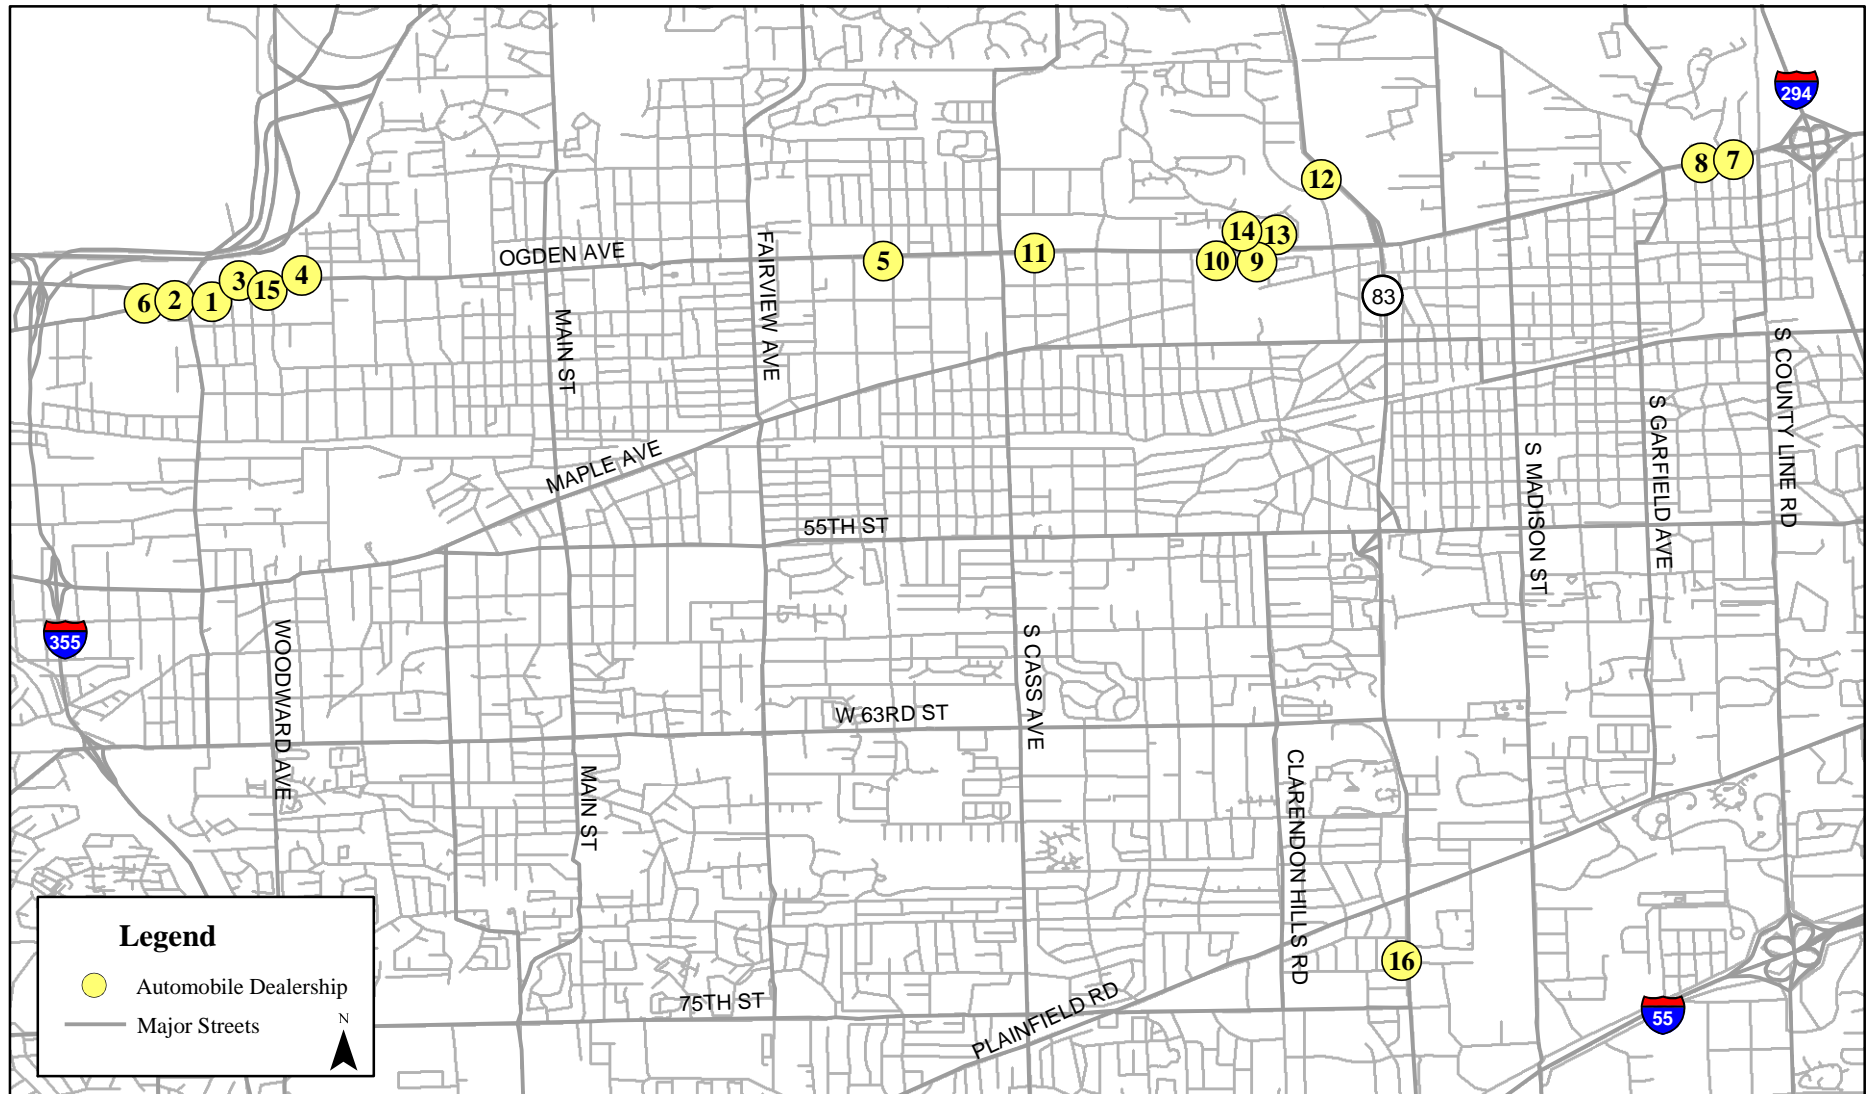 294
8
7
12
14
13
OGDEN AVE
FAIRVIEW AVE
5
11
10
9
3
4
15
6
2
1
83
MAIN ST
S COUNTY LINE RD
S GARFIELD AVE
MAPLE AVE
S MADISON ST
55TH ST
355
WOODWARD AVE
S CASS AVE
W 63RD ST
MAIN ST
CLARENDON HILLS RD
16
75TH ST
PLAINFIELD RD
55
Legend
Automobile Dealership
Major Streets
N